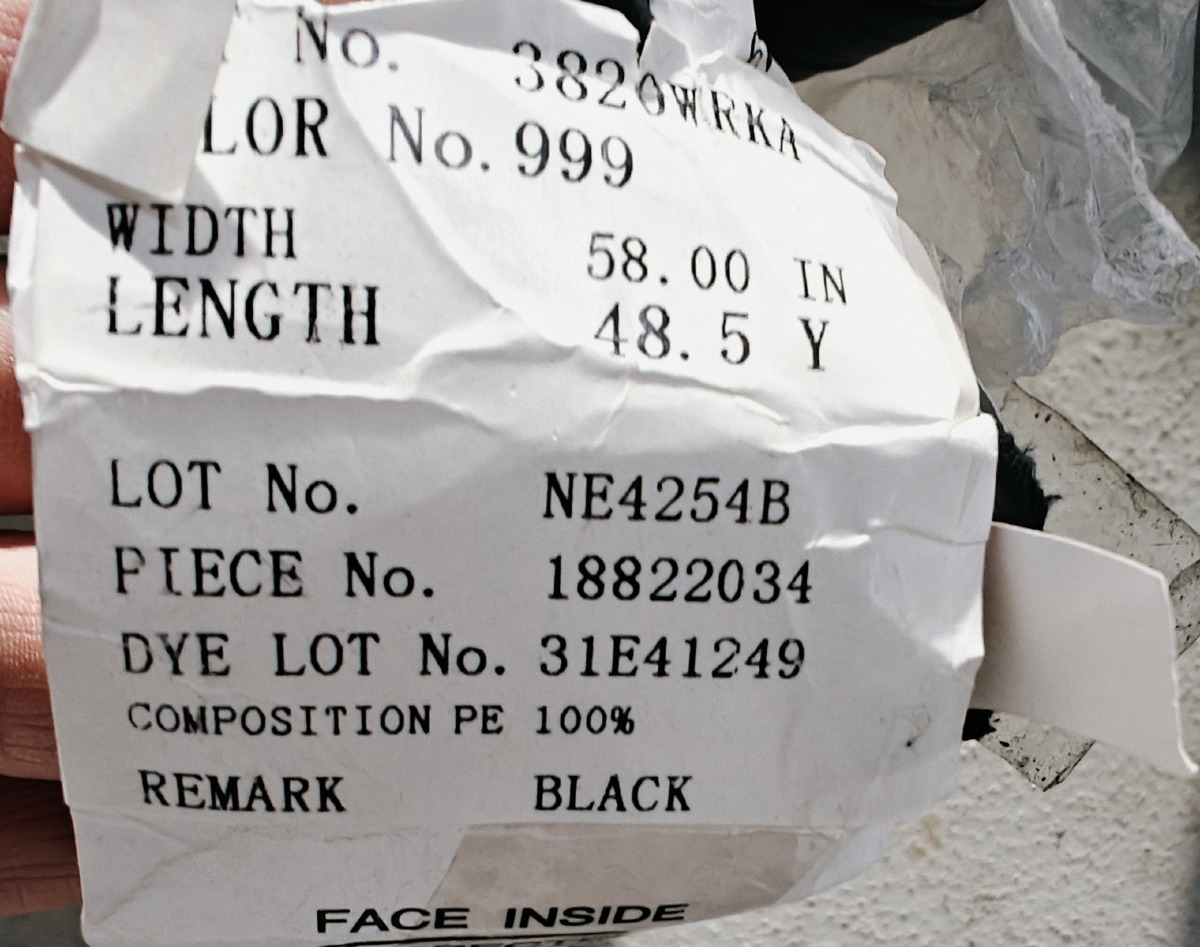 No. 3820WRKA
LOR No. 999
WIDTH 58.00 IN
LENGTH 48.5 Y
LOT No. NE4254B
PIECE No. 18822034
DYE LOT No. 31E41249
COMPOSITION PE 100%
REMARK BLACK
FACE INSIDE